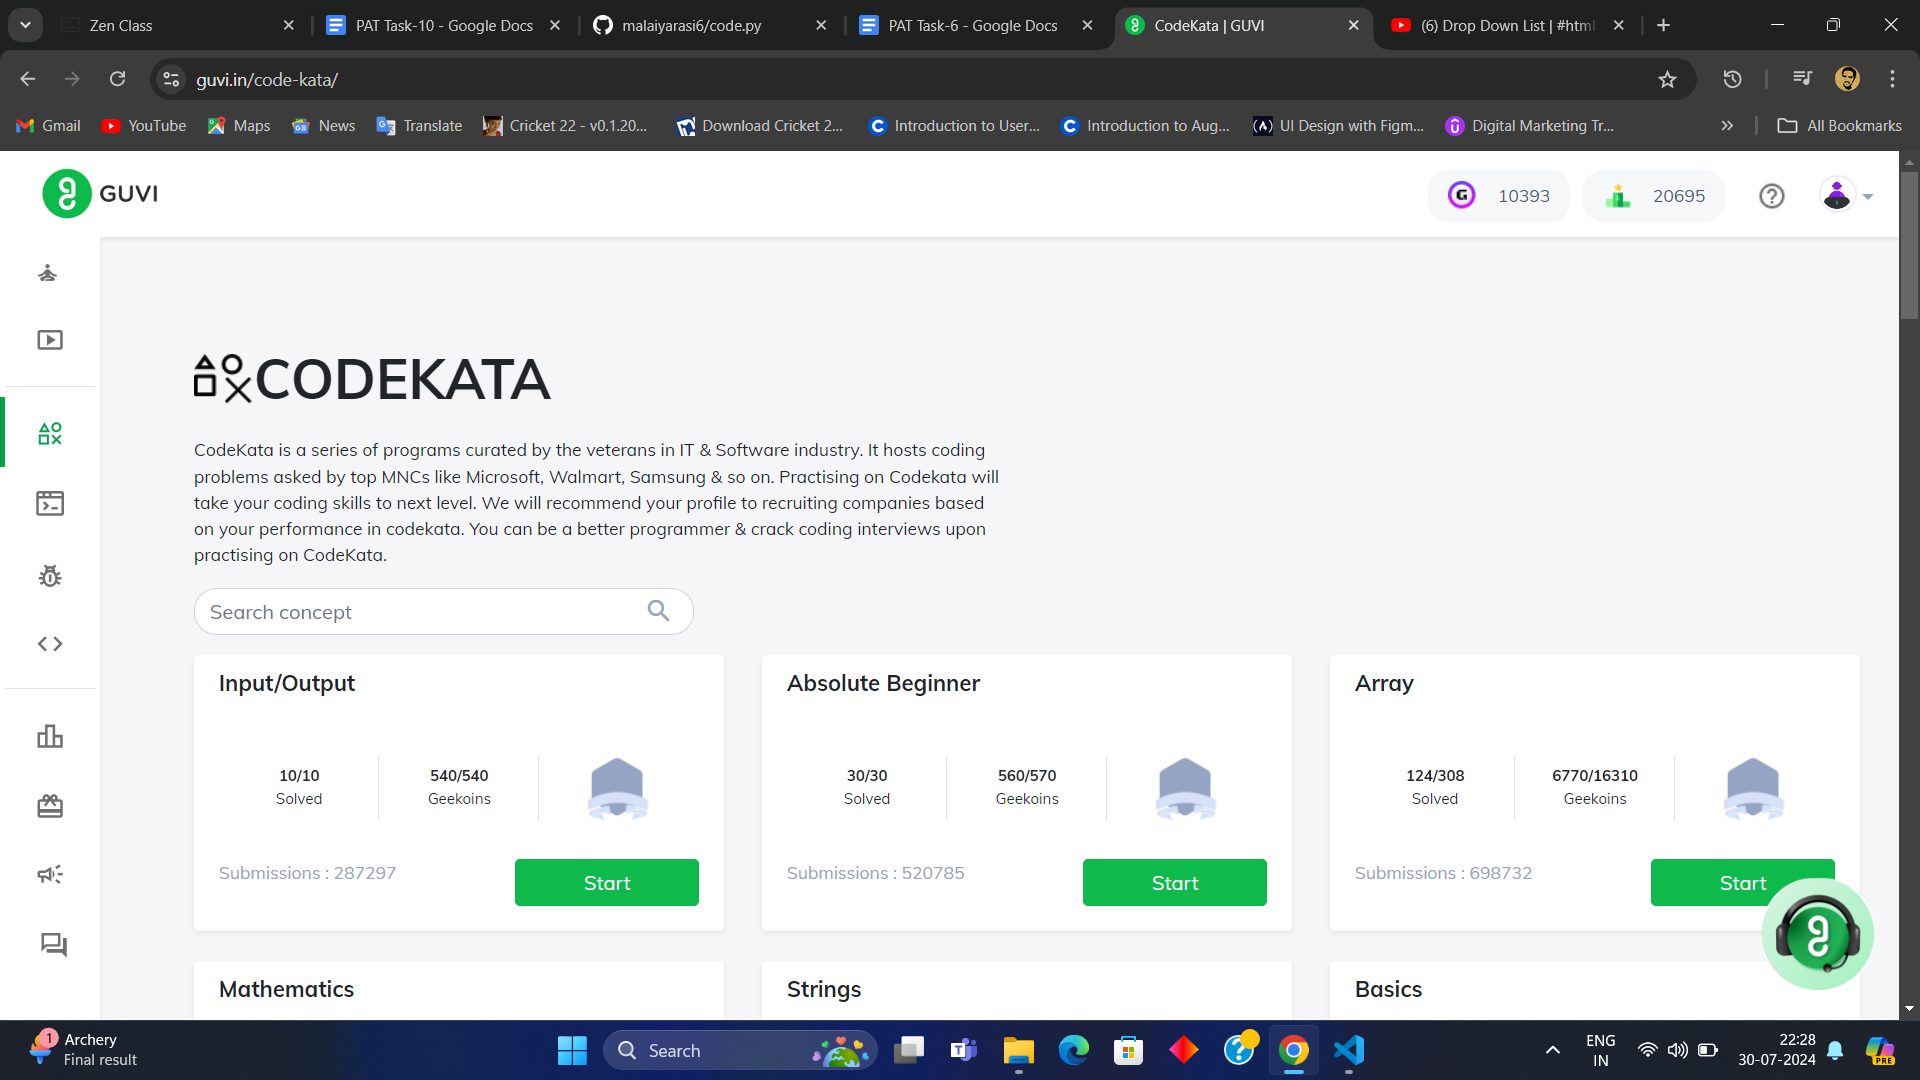 Zen Class
PAT Task-10 - Google Docs
malaiyarasi6/code.py
PAT Task-6 - Google Docs
CodeKata | GUVI
(6) Drop Down List | #html
guvi.in/code-kata/
Gmail
YouTube
Maps
News
Translate
Cricket 22 - v0.1.20...
Download Cricket 2...
Introduction to User...
Introduction to Aug...
UI Design with Figm...
Digital Marketing Tr...
All Bookmarks
GUVI
10393
20695
CODEKATA
CodeKata is a series of programs curated by the veterans in IT & Software industry. It hosts coding
problems asked by top MNCs like Microsoft, Walmart, Samsung & so on. Practising on Codekata will
take your coding skills to next level. We will recommend your profile to recruiting companies based
on your performance in codekata. You can be a better programmer & crack coding interviews upon
practising on CodeKata.
Search concept
Input/Output
10/10
Solved
540/540
Geekoins
Submissions : 287297
Start
Absolute Beginner
30/30
Solved
560/570
Geekoins
Submissions : 520785
Start
Array
124/308
Solved
6770/16310
Geekoins
Submissions : 698732
Start
Mathematics
Strings
Basics
1
Archery
Final result
Search
ENG
IN
22:28
30-07-2024
PRE